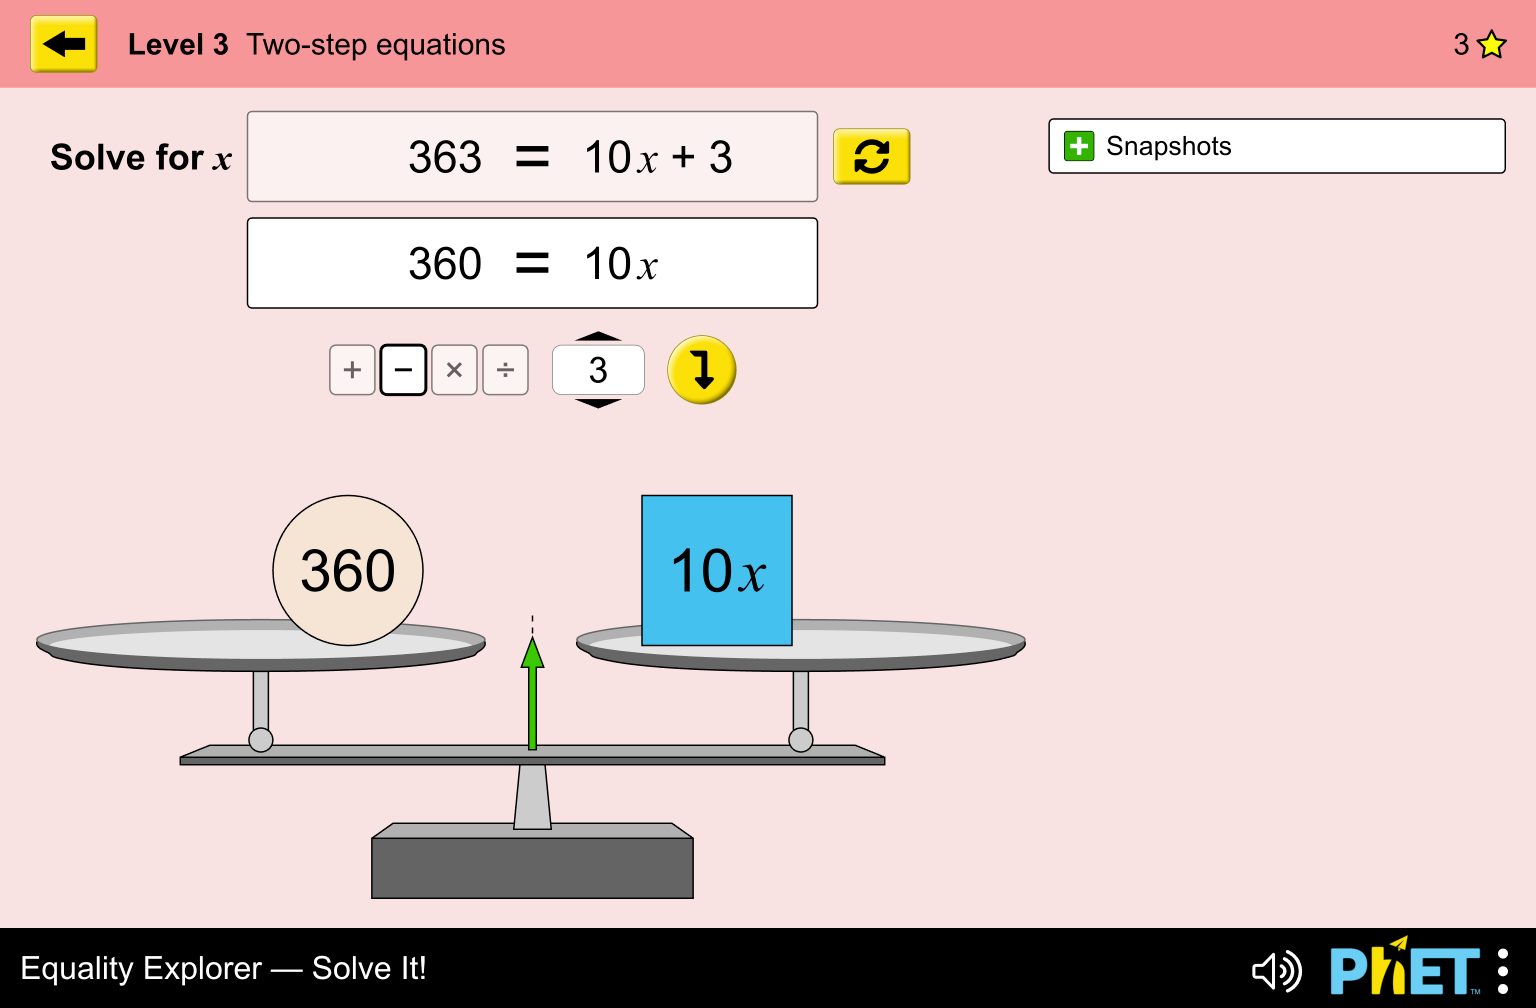 Level 3 Two-step equations
3
Solve for x
363 = 10x + 3
Snapshots
360 = 10x
+ − × ÷ 3
360
10x
Equality Explorer — Solve It!
PhET™